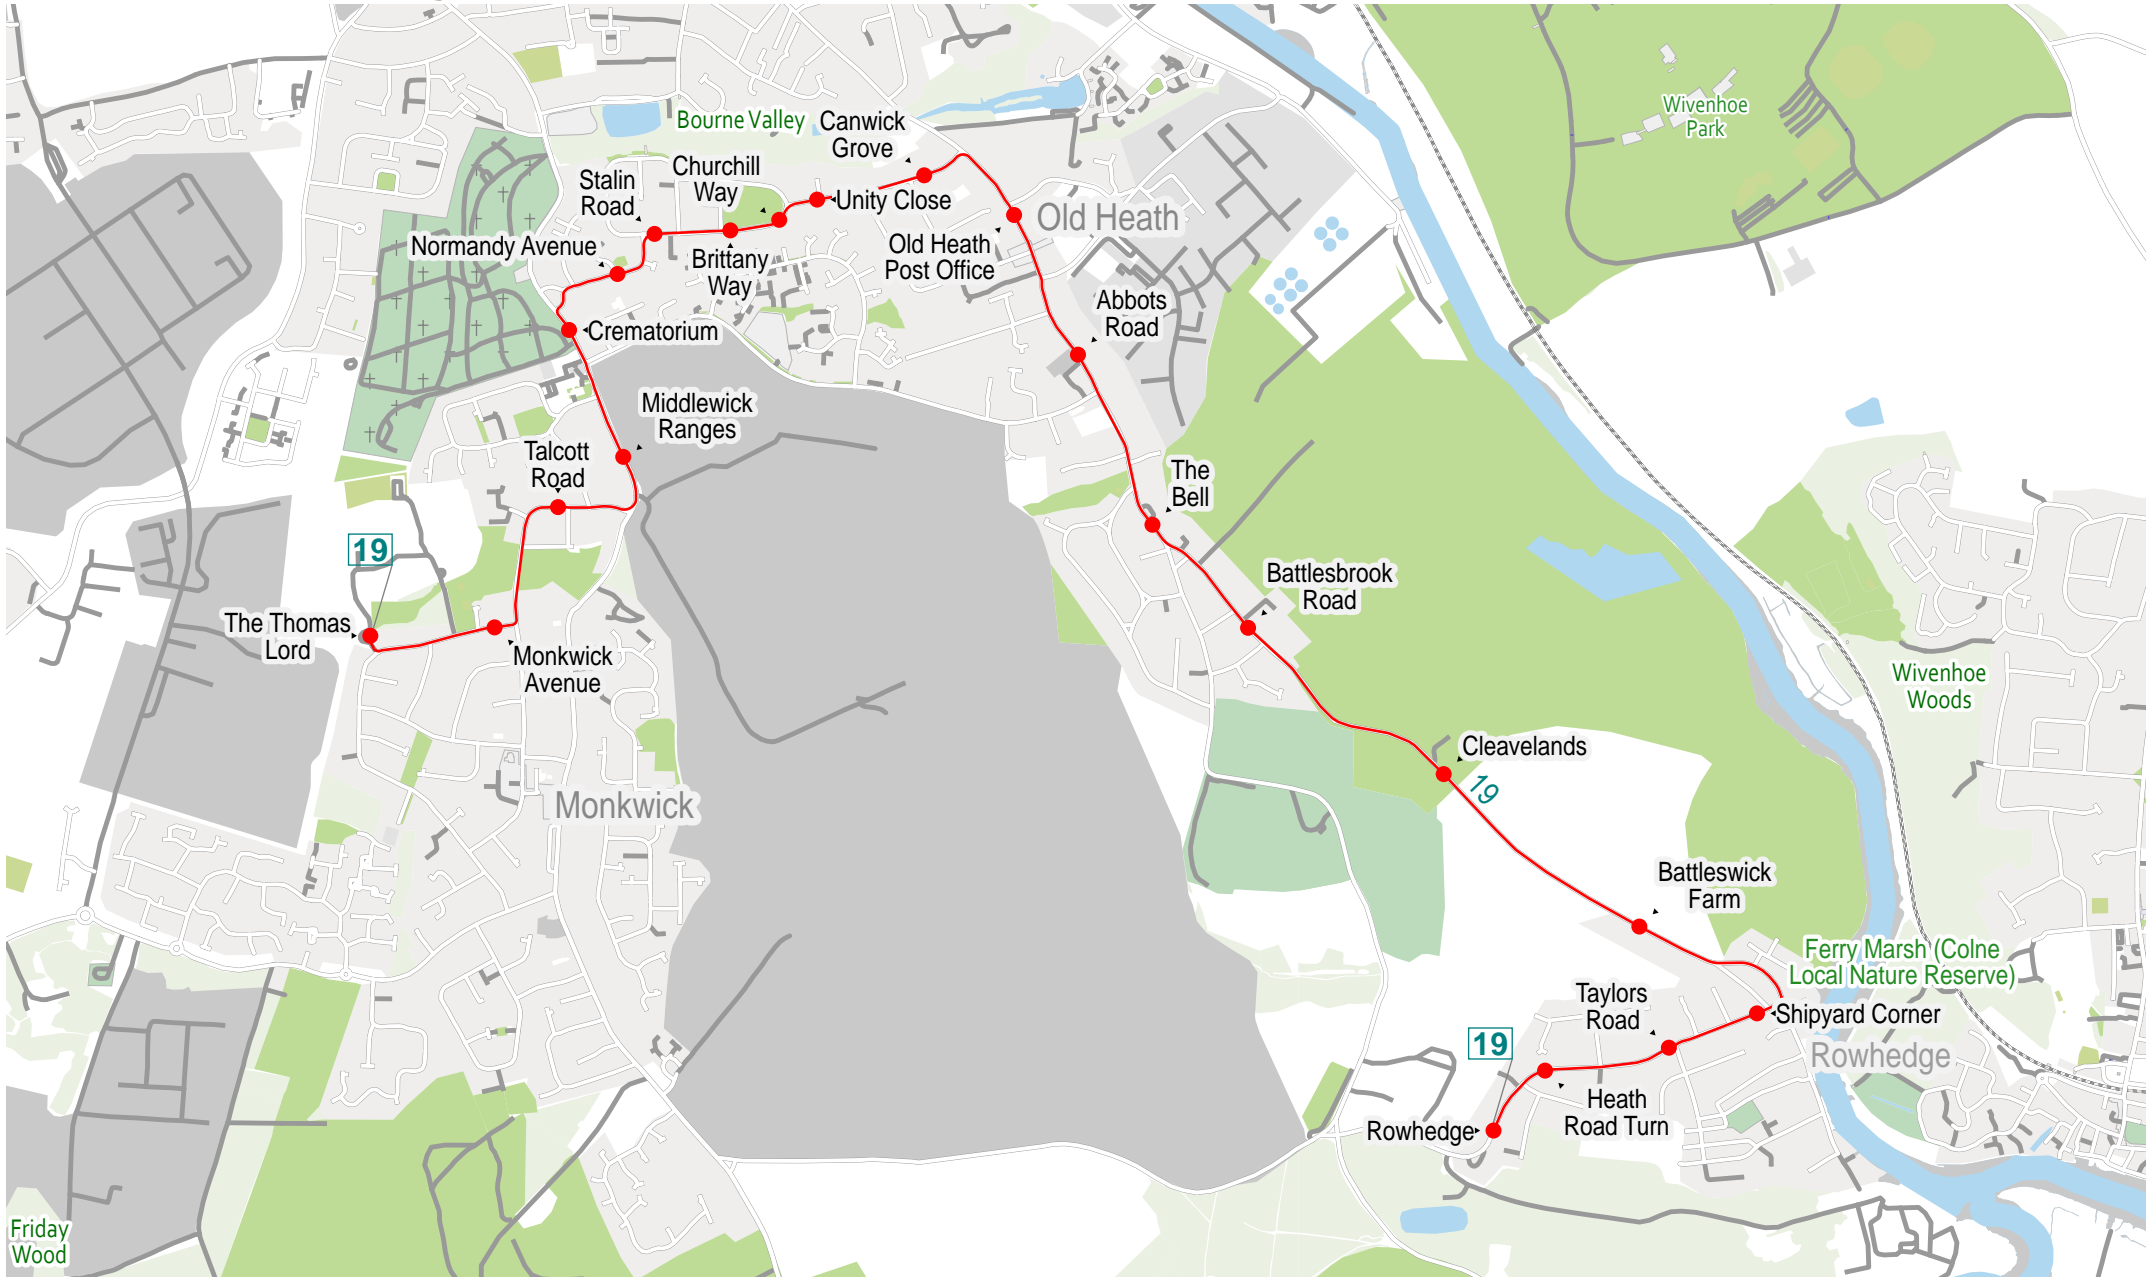 Wivenhoe
Park
Bourne Valley
Canwick
Grove
Churchill
Way
Stalin
Road
Unity Close
Old Heath
Normandy Avenue
Brittany
Way
Old Heath
Post Office
Abbots
Road
Crematorium
Middlewick
Ranges
Talcott
Road
The
Bell
19
Battlesbrook
Road
The Thomas
Lord
Monkwick
Avenue
Wivenhoe
Woods
Cleavelands
19
Monkwick
Battleswick
Farm
Ferry Marsh (Colne
Local Nature Reserve)
Taylors
Road
Shipyard Corner
19
Rowhedge
Heath
Road Turn
Rowhedge
Friday
Wood